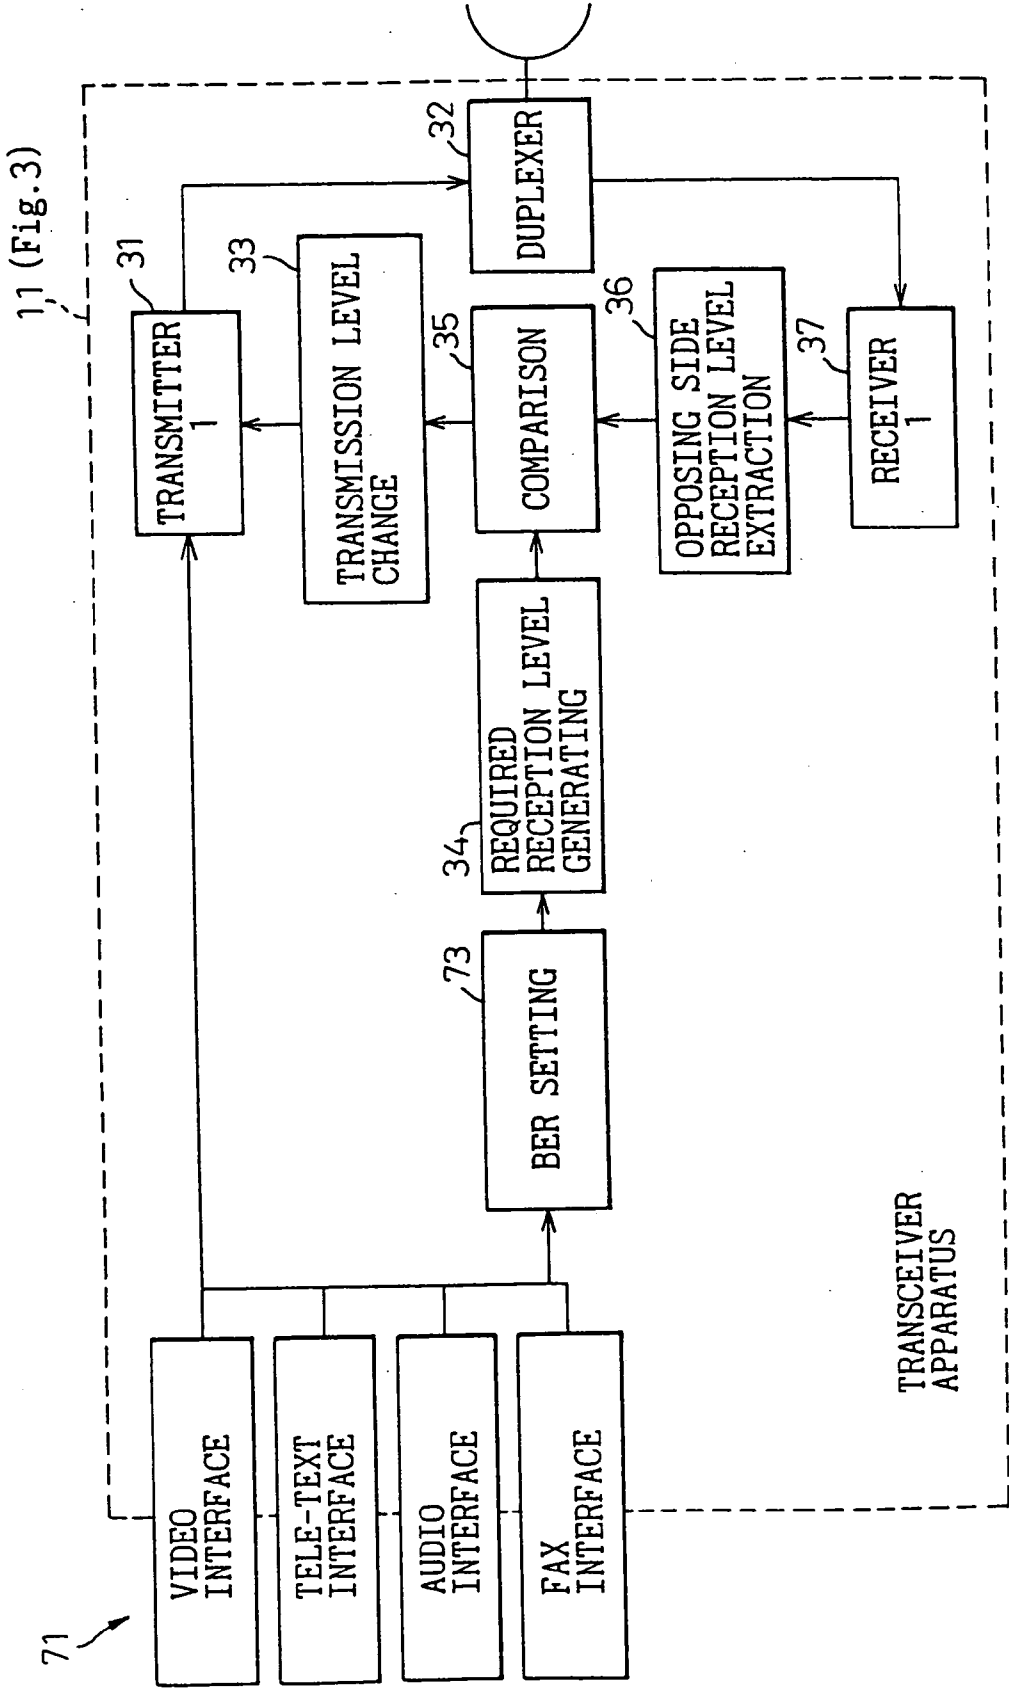 11 (Fig.3)
31
TRANSMITTER
1
33
TRANSMISSION LEVEL
CHANGE
32
DUPLEXER
35
COMPARISON
34
REQUIRED
RECEPTION LEVEL
GENERATING
36
OPPOSING SIDE
RECEPTION LEVEL
EXTRACTION
37
RECEIVER
1
73
BER SETTING
71
VIDEO
INTERFACE
TELE-TEXT
INTERFACE
AUDIO
INTERFACE
FAX
INTERFACE
TRANSCEIVER
APPARATUS